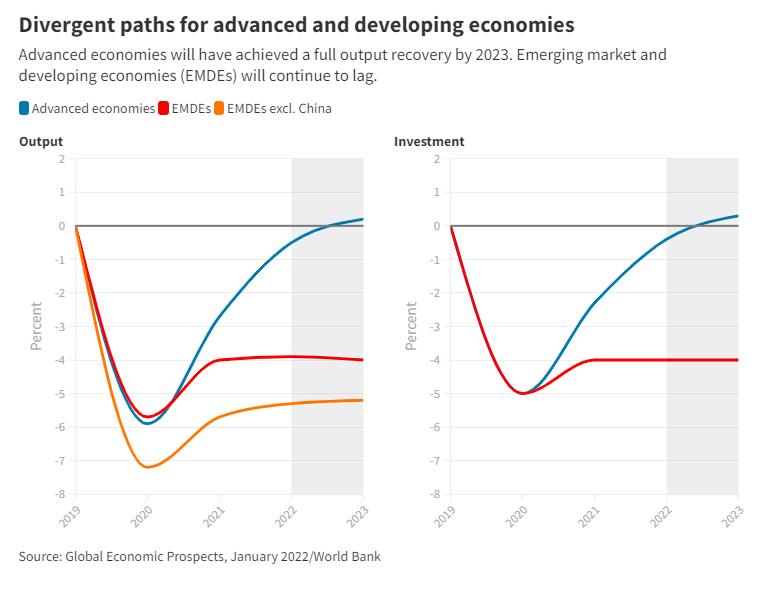 Divergent paths for advanced and developing economies
Advanced economies will have achieved a full output recovery by 2023. Emerging market and
developing economies (EMDEs) will continue to lag.
Advanced economies EMDEs EMDEs excl. China
Output
2
1
0
-1
-2
-3
-4
-5
-6
-7
-8
Percent
2019 2020 2021 2022 2023
Investment
2
1
0
-1
-2
-3
-4
-5
-6
-7
-8
Percent
2019 2020 2021 2022 2023
Source: Global Economic Prospects, January 2022/World Bank